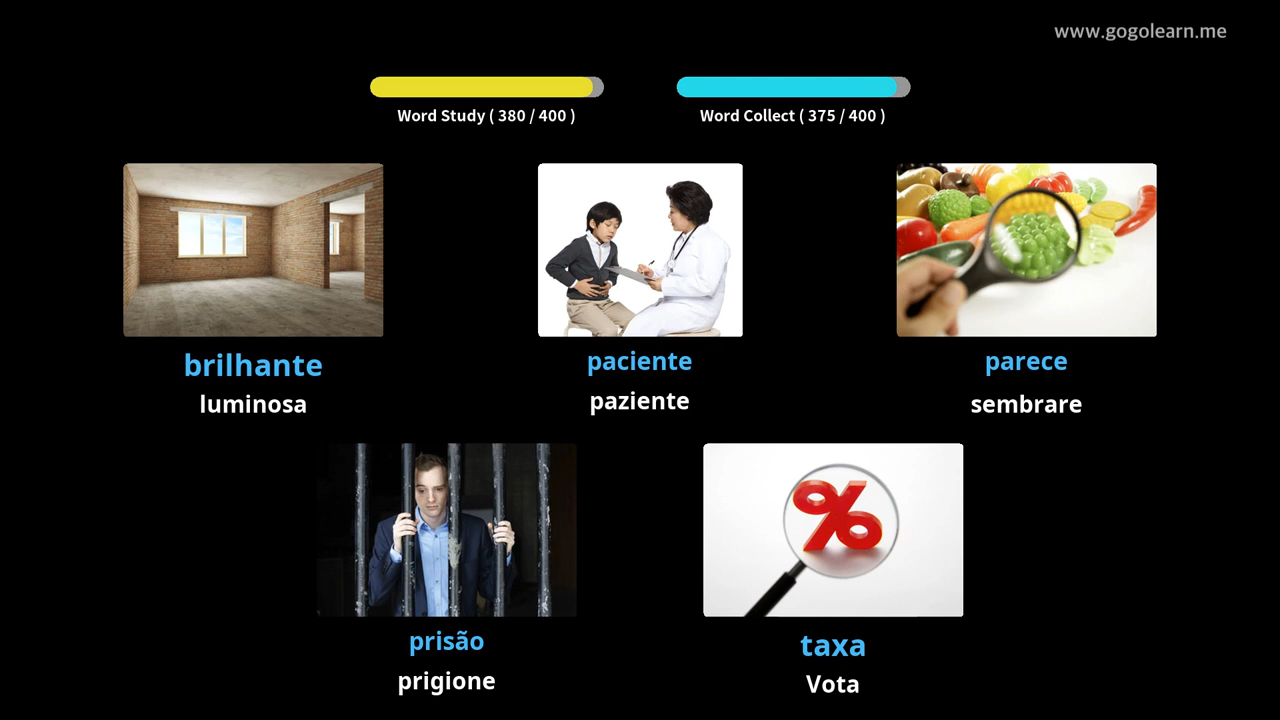 www.gogolearn.me
Word Study ( 380 / 400 )
Word Collect ( 375 / 400 )
brilhante
luminosa
paciente
paziente
parece
sembrare
prisão
prigione
%
taxa
Vota